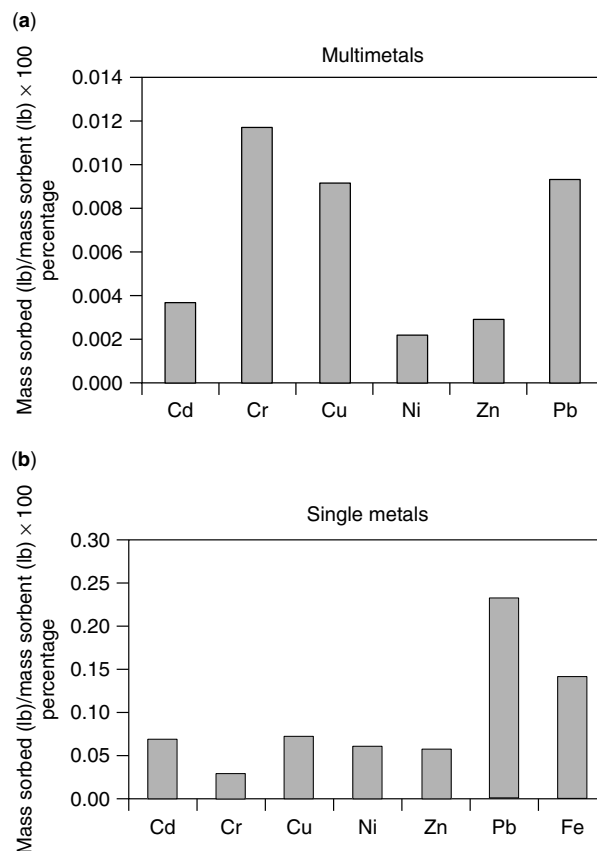 (a)
Multimetals
Mass sorbed (lb)/mass sorbent (lb) × 100
percentage
0.014
0.012
0.010
0.008
0.006
0.004
0.002
0.000
Cd Cr Cu Ni Zn Pb
(b)
Single metals
Mass sorbed (lb)/mass sorbent (lb) × 100
percentage
0.30
0.25
0.20
0.15
0.10
0.05
0.00
Cd Cr Cu Ni Zn Pb Fe